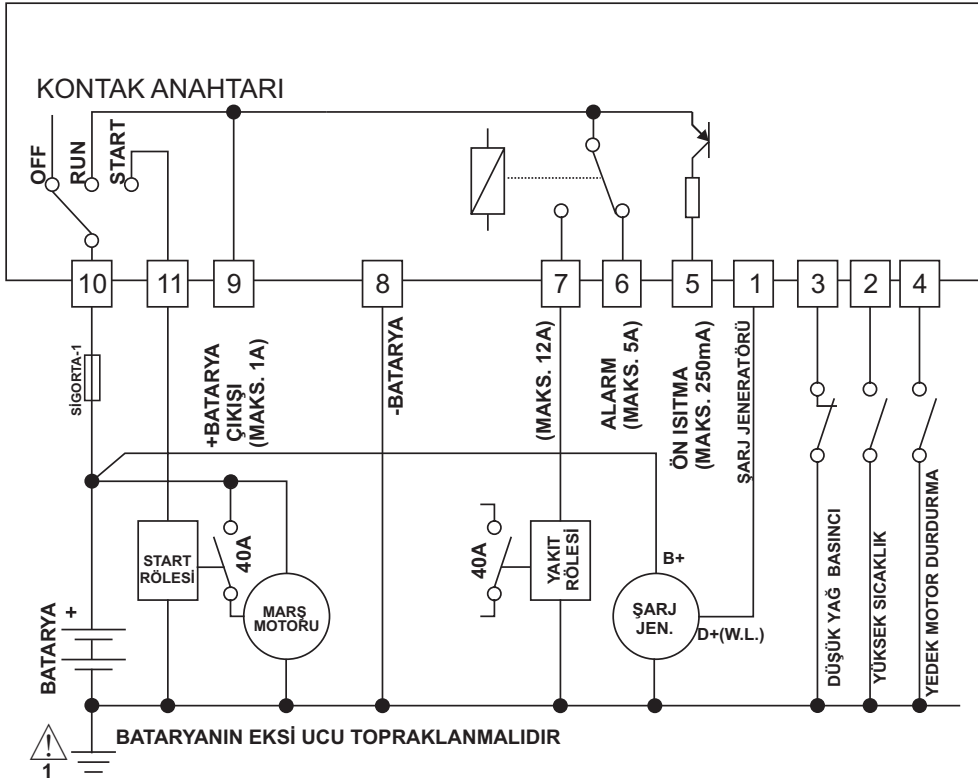 KONTAK ANAHTARI
OFF
RUN
START
10
11
9
8
7
6
5
1
3
2
4
SİGORTA-1
+BATARYA
ÇIKIŞI
(MAKS. 1A)
-BATARYA
(MAKS. 12A)
ALARM
(MAKS. 5A)
ÖN ISITMA
(MAKS. 250mA)
ŞARJ JENERATÖRÜ
START
RÖLESİ
40A
MARŞ
MOTORU
40A
YAKIT
RÖLESİ
B+
ŞARJ
JEN.
D+(W.L.)
DÜŞÜK YAĞ BASINCI
YÜKSEK SICAKLIK
YEDEK MOTOR DURDURMA
BATARYA
+
BATARYANIN EKSİ UCU TOPRAKLANMALIDIR
!
1